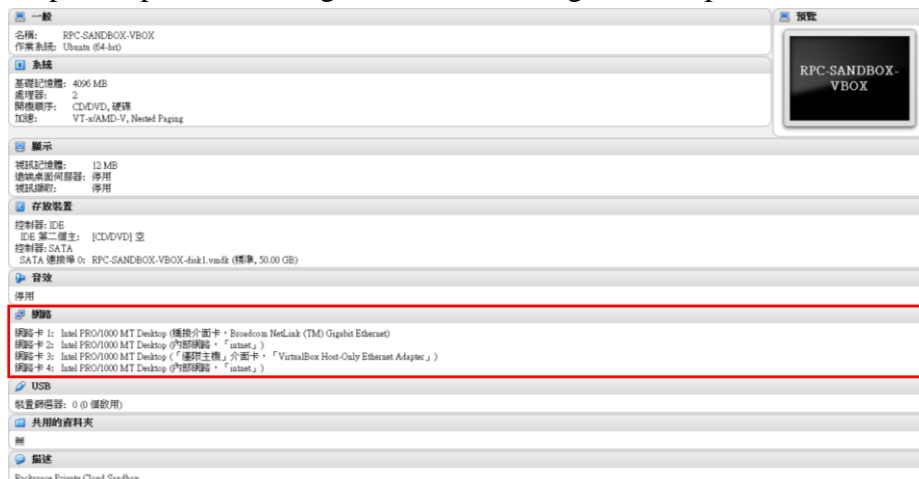 一般
名稱: RPC-SANDBOX-VBOX
作業系統: Ubuntu (64-bit)
系統
基礎記憶體: 4096 MB
處理器: 2
開機順序: CD/DVD, 硬碟
加速: VT-x/AMD-V, Nested Paging
預覽
RPC-SANDBOX-
VBOX
顯示
視訊記憶體: 12 MB
遠端桌面伺服器: 停用
視訊擷取: 停用
存放裝置
控制器: IDE
IDE 第二個主: [CD/DVD] 空
控制器: SATA
SATA 連接埠 0: RPC-SANDBOX-VBOX-disk1.vmdk (標準, 50.00 GB)
音效
停用
網路
網路卡 1: Intel PRO/1000 MT Desktop (橋接介面卡，Broadcom NetLink (TM) Gigabit Ethernet)
網路卡 2: Intel PRO/1000 MT Desktop (內部網路，「intnet」)
網路卡 3: Intel PRO/1000 MT Desktop (「僅限主機」介面卡，「VirtualBox Host-Only Ethernet Adapter」)
網路卡 4: Intel PRO/1000 MT Desktop (內部網路，「intnet」)
USB
裝置篩選器: 0 (0 個啟用)
共用的資料夾
無
描述
Rackspace Private Cloud Sandbox